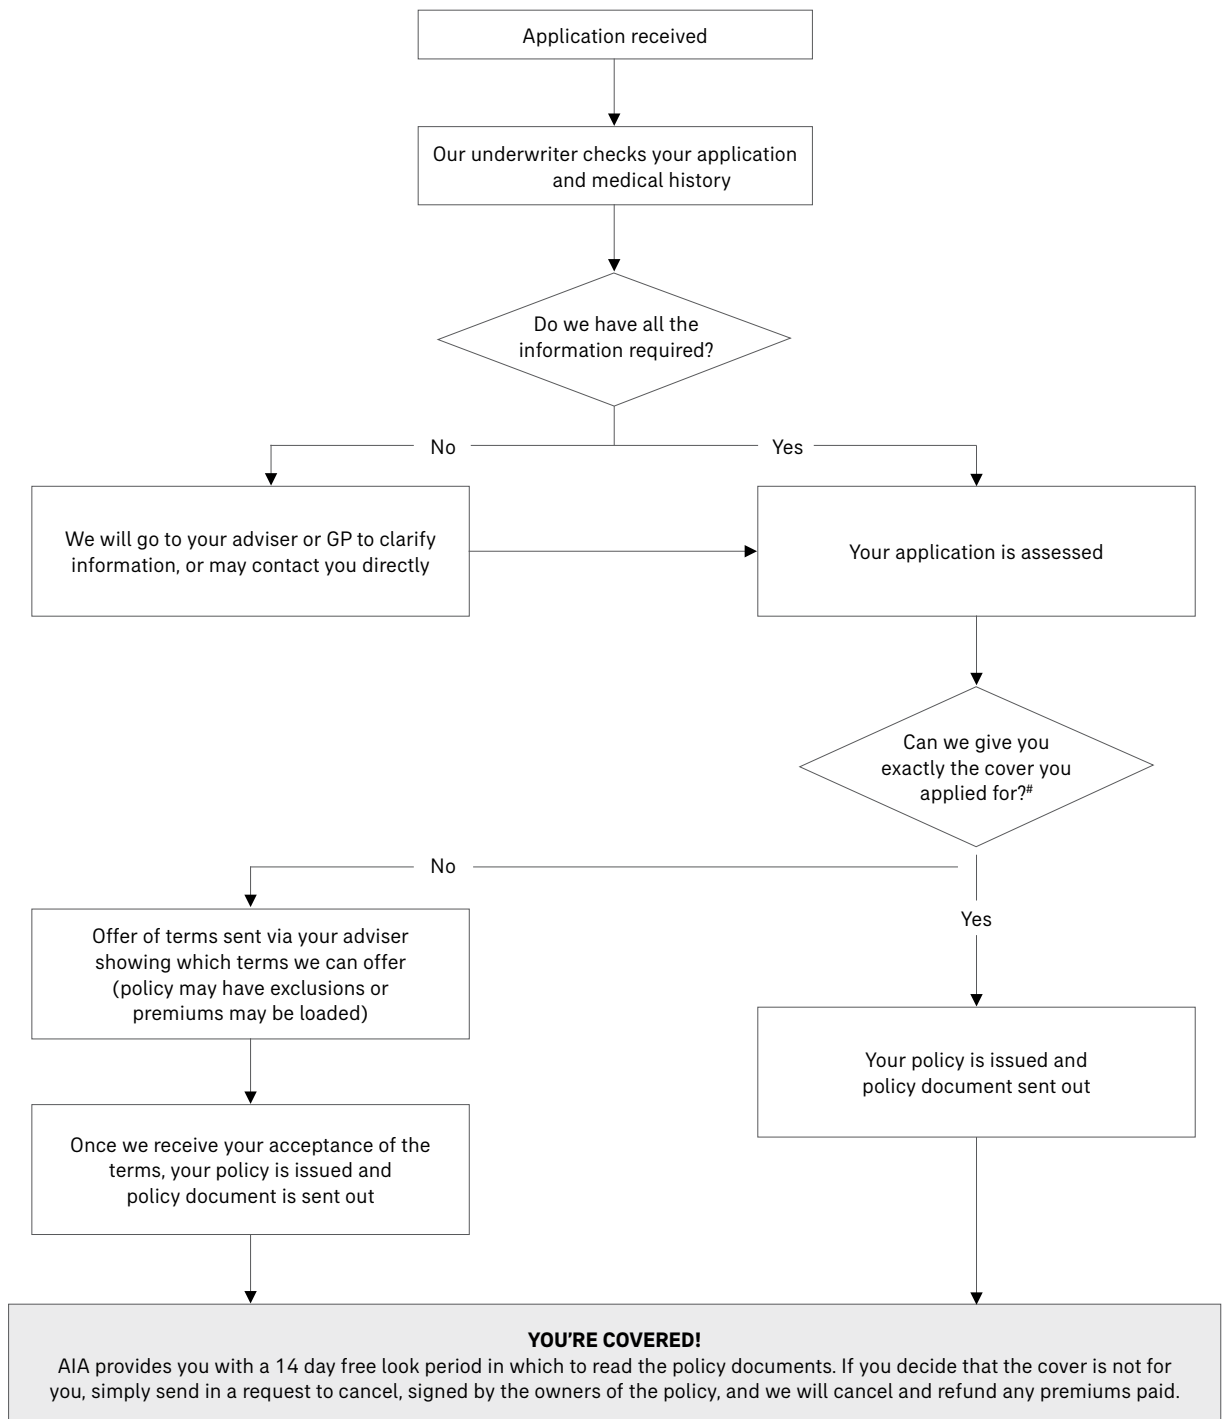 Application received
Our underwriter checks your application
and medical history
Do we have all the
information required?
No
Yes
We will go to your adviser or GP to clarify
information, or may contact you directly
Your application is assessed
Can we give you
exactly the cover you
applied for?#
No
Yes
Offer of terms sent via your adviser
showing which terms we can offer
(policy may have exclusions or
premiums may be loaded)
Your policy is issued and
policy document sent out
Once we receive your acceptance of the
terms, your policy is issued and
policy document is sent out
YOU'RE COVERED!
AIA provides you with a 14 day free look period in which to read the policy documents. If you decide that the cover is not for
you, simply send in a request to cancel, signed by the owners of the policy, and we will cancel and refund any premiums paid.